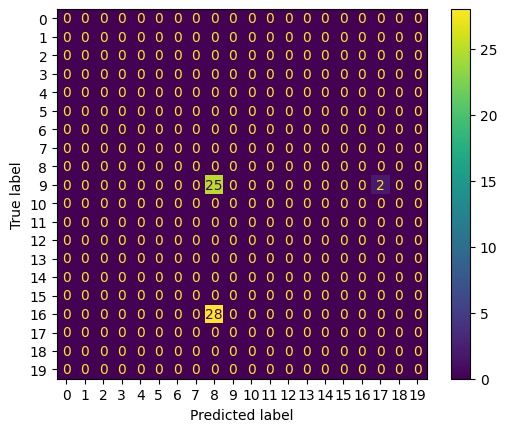 0 0 0 0 0 0 0 0 0 0 0 0 0 0 0 0 0 0 0 0 0
1 0 0 0 0 0 0 0 0 0 0 0 0 0 0 0 0 0 0 0 0
2 0 0 0 0 0 0 0 0 0 0 0 0 0 0 0 0 0 0 0 0
3 0 0 0 0 0 0 0 0 0 0 0 0 0 0 0 0 0 0 0 0
4 0 0 0 0 0 0 0 0 0 0 0 0 0 0 0 0 0 0 0 0
5 0 0 0 0 0 0 0 0 0 0 0 0 0 0 0 0 0 0 0 0
6 0 0 0 0 0 0 0 0 0 0 0 0 0 0 0 0 0 0 0 0
7 0 0 0 0 0 0 0 0 0 0 0 0 0 0 0 0 0 0 0 0
8 0 0 0 0 0 0 0 0 0 0 0 0 0 0 0 0 0 0 0 0
9 0 0 0 0 0 0 0 0 25 0 0 0 0 0 0 0 0 2 0 0
10 0 0 0 0 0 0 0 0 0 0 0 0 0 0 0 0 0 0 0 0
11 0 0 0 0 0 0 0 0 0 0 0 0 0 0 0 0 0 0 0 0
12 0 0 0 0 0 0 0 0 0 0 0 0 0 0 0 0 0 0 0 0
13 0 0 0 0 0 0 0 0 0 0 0 0 0 0 0 0 0 0 0 0
14 0 0 0 0 0 0 0 0 0 0 0 0 0 0 0 0 0 0 0 0
15 0 0 0 0 0 0 0 0 0 0 0 0 0 0 0 0 0 0 0 0
16 0 0 0 0 0 0 0 0 28 0 0 0 0 0 0 0 0 0 0 0
17 0 0 0 0 0 0 0 0 0 0 0 0 0 0 0 0 0 0 0 0
18 0 0 0 0 0 0 0 0 0 0 0 0 0 0 0 0 0 0 0 0
19 0 0 0 0 0 0 0 0 0 0 0 0 0 0 0 0 0 0 0 0
0 1 2 3 4 5 6 7 8 9 10 11 12 13 14 15 16 17 18 19
Predicted label
True label
25
20
15
10
5
0